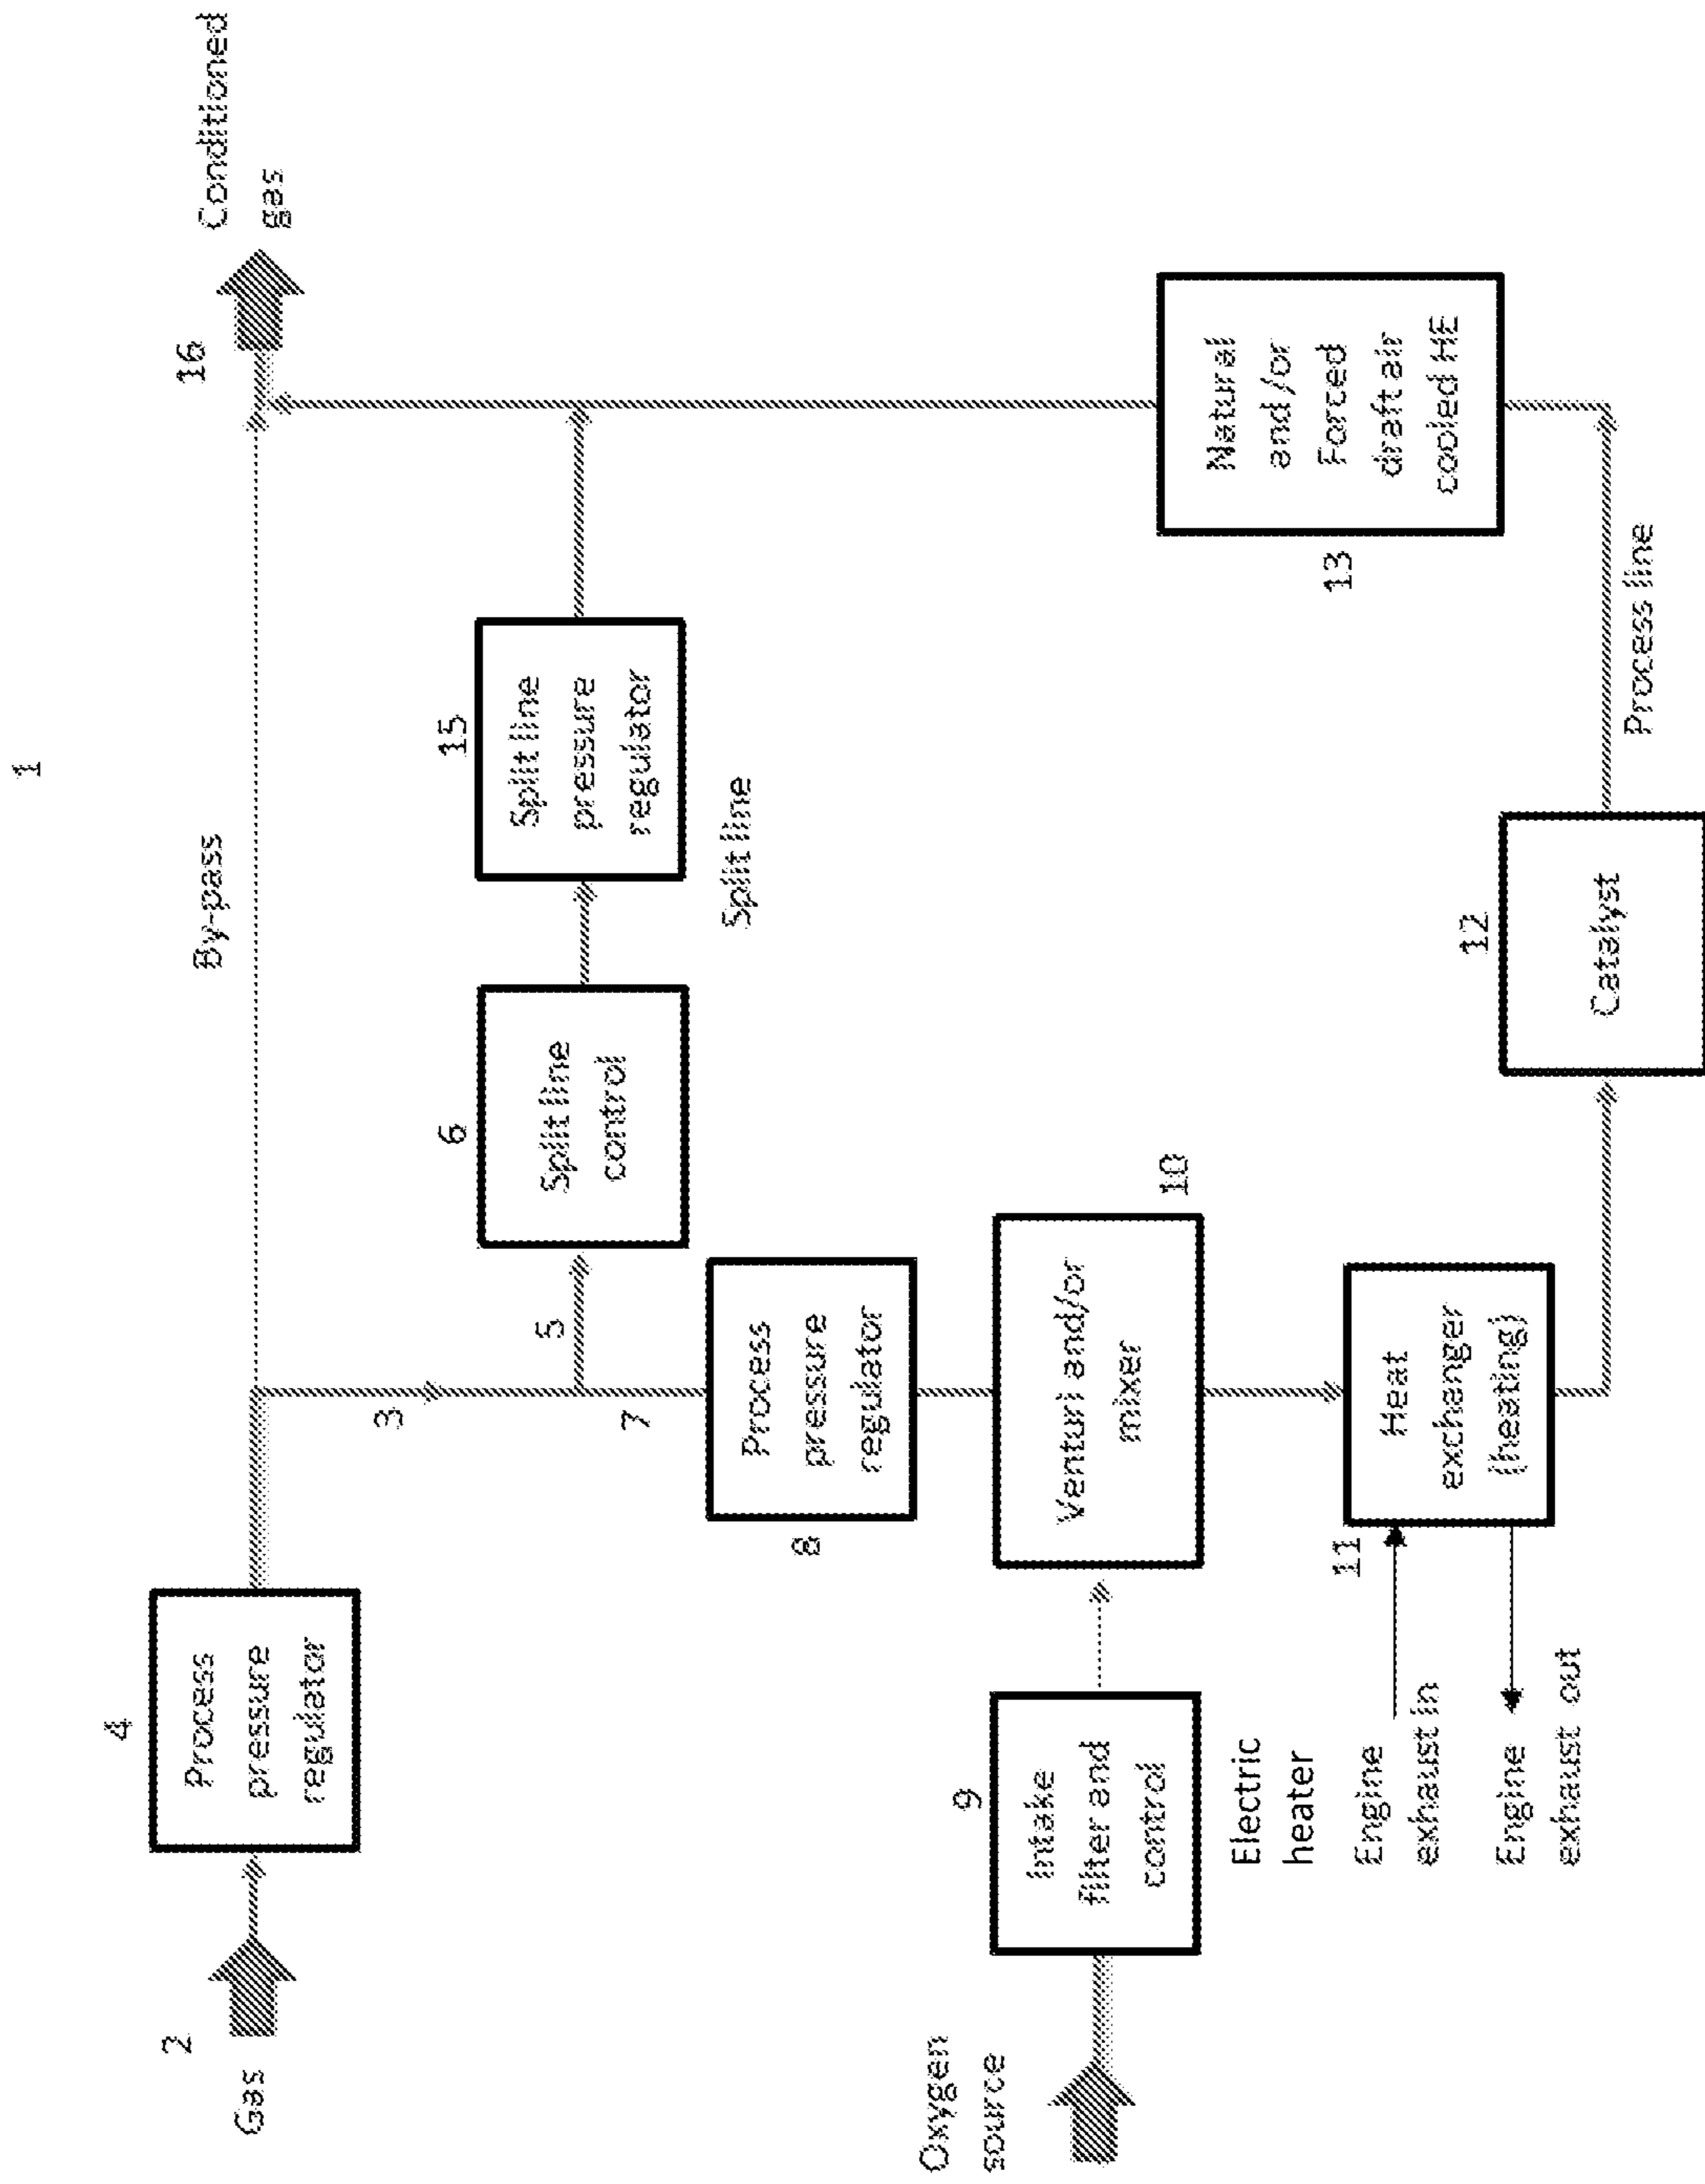 1
Conditioned
gas
16
By-pass
2
Gas
4
Process
pressure
regulator
3
5
6
Split line
control
15
Split line
pressure
regulator
Split line
7
8
Process
pressure
regulator
Oxygen
source
9
Intake
filter and
control
Venturi and/or
mixer
10
Electric
heater
Engine
exhaust in
Engine
exhaust out
11
Heat
exchanger
(heating)
12
Catalyst
Process line
13
Natural
and /or
Forced
draft air
cooled HE